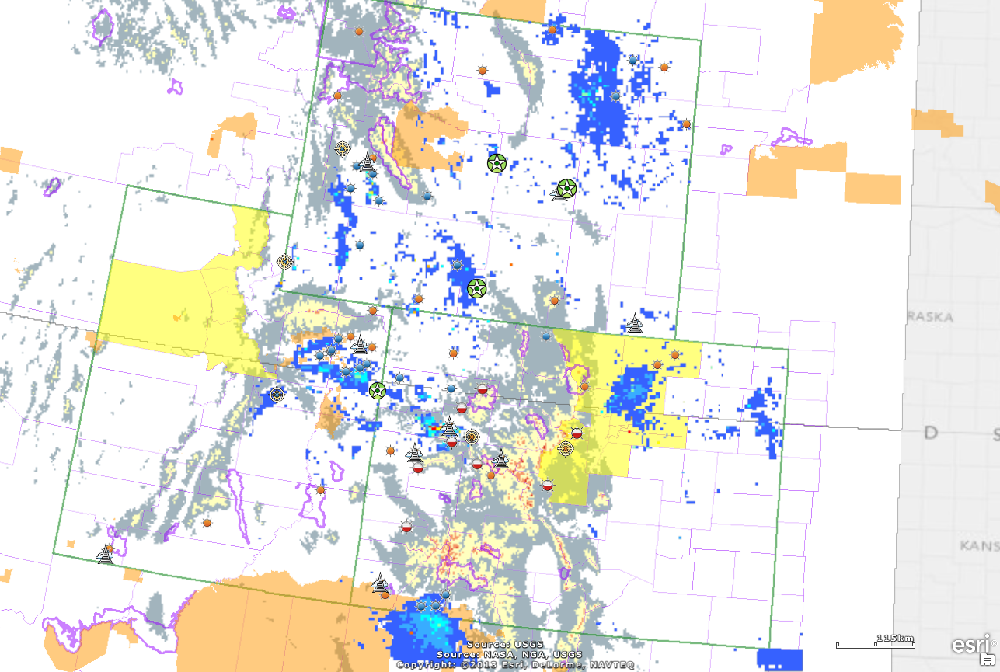 RASKA
D
S
KANS
115km
Source: USGS
Source: NASA, NGA, USGS
Copyright: ©2013 Esri, DeLorme, NAVTEQ
esri